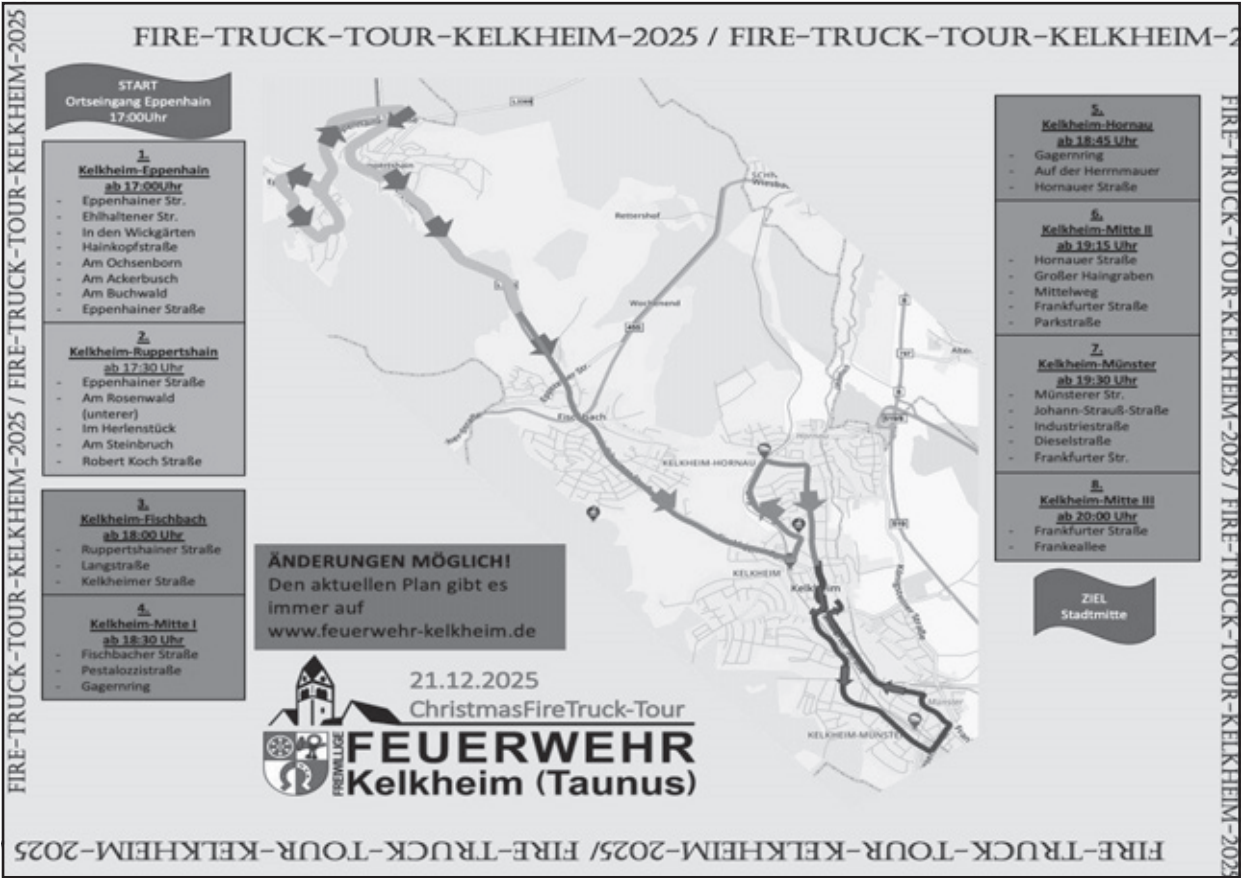 FIRE-TRUCK-TOUR-KELKHEIM-2025 / FIRE-TRUCK-TOUR-KELKHEIM-2
FIRE-TRUCK-TOUR-KELKHEIM-2025 / FIRE-TRUCK-TOUR-KELKHEIM-2025
START
Ortseingang Eppenhain
17:00Uhr
1.
Kelkheim-Eppenhain
ab 17:00Uhr
- Eppenhainer Str.
- Ehlhaltener Str.
- In den Wickgärten
- Hainkopfstraße
- Am Ochsenborn
- Am Ackerbusch
- Am Buchwald
- Eppenhainer Straße
2.
Kelkheim-Ruppertshain
ab 17:30 Uhr
- Eppenhainer Straße
- Am Rosenwald
(unterer)
- Im Herlenstück
- Am Steinbruch
- Robert Koch Straße
3.
Kelkheim-Fischbach
ab 18:00 Uhr
- Ruppertshainer Straße
- Langstraße
- Kelkheimer Straße
4.
Kelkheim-Mitte I
ab 18:30 Uhr
- Fischbacher Straße
- Pestalozzistraße
- Gagernring
Rettershof
Wochenend
455
Eppsteiner Str.
Fischbach
KELKHEIM-HORNAU
Hornau
KELKHEIM
Kelkheim
Königsteiner Straße
B19
Münster
KELKHEIM-MÜNSTER
ÄNDERUNGEN MÖGLICH!
Den aktuellen Plan gibt es
immer auf
www.feuerwehr-kelkheim.de
21.12.2025
ChristmasFireTruck-Tour
FREIWILLIGE
FEUERWEHR
Kelkheim (Taunus)
5.
Kelkheim-Hornau
ab 18:45 Uhr
- Gagernring
- Auf der Herrnmauer
- Hornauer Straße
6.
Kelkheim-Mitte II
ab 19:15 Uhr
- Hornauer Straße
- Großer Haingraben
- Mittelweg
- Frankfurter Straße
- Parkstraße
7.
Kelkheim-Münster
ab 19:30 Uhr
- Münsterer Str.
- Johann-Strauß-Straße
- Industriestraße
- Dieselstraße
- Frankfurter Str.
8.
Kelkheim-Mitte III
ab 20:00 Uhr
- Frankfurter Straße
- Frankeallee
ZIEL
Stadtmitte
FIRE-TRUCK-TOUR-KELKHEIM-2025 / FIRE-TRUCK-TOUR-KELKHEIM-2025
FIRE-TRUCK-TOUR-KELKHEIM-2025/ FIRE-TRUCK-TOUR-KELKHEIM-2025